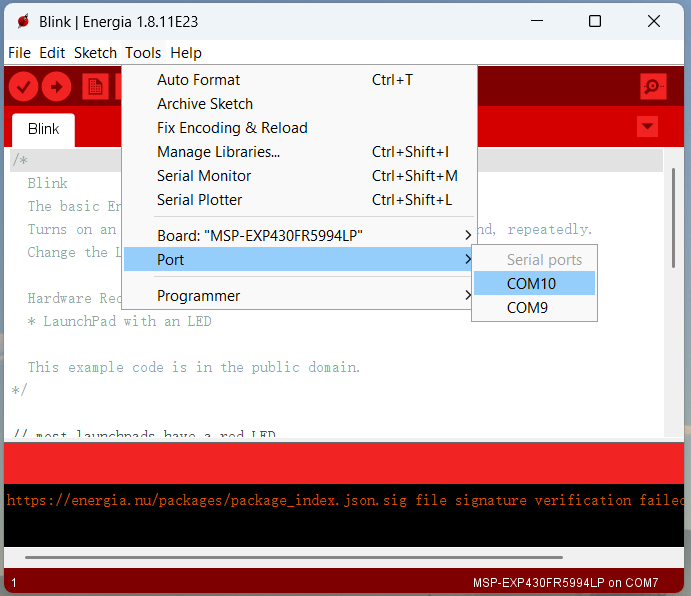 Blink | Energia 1.8.11E23
File Edit Sketch Tools Help
Auto Format Ctrl+T
Archive Sketch
Fix Encoding & Reload
Manage Libraries... Ctrl+Shift+I
Serial Monitor Ctrl+Shift+M
Serial Plotter Ctrl+Shift+L
Board: "MSP-EXP430FR5994LP"
Port
Programmer
Serial ports
COM10
COM9
Blink
/*
Blink
The basic En
Turns on an nd, repeatedly.
Change the L
Hardware Req
* LaunchPad with an LED
This example code is in the public domain.
*/
// most launchpads have a red LED
https://energia.nu/packages/package_index.json.sig file signature verification failed
1 MSP-EXP430FR5994LP on COM7